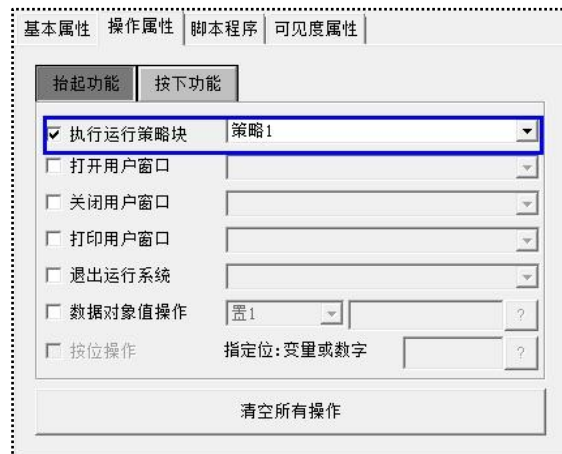 基本属性 操作属性 脚本程序 可见度属性
抬起功能 按下功能
执行运行策略块 策略1
打开用户窗口
关闭用户窗口
打印用户窗口
退出运行系统
数据对象值操作 置1 ?
按位操作 指定位:变量或数字 ?
清空所有操作